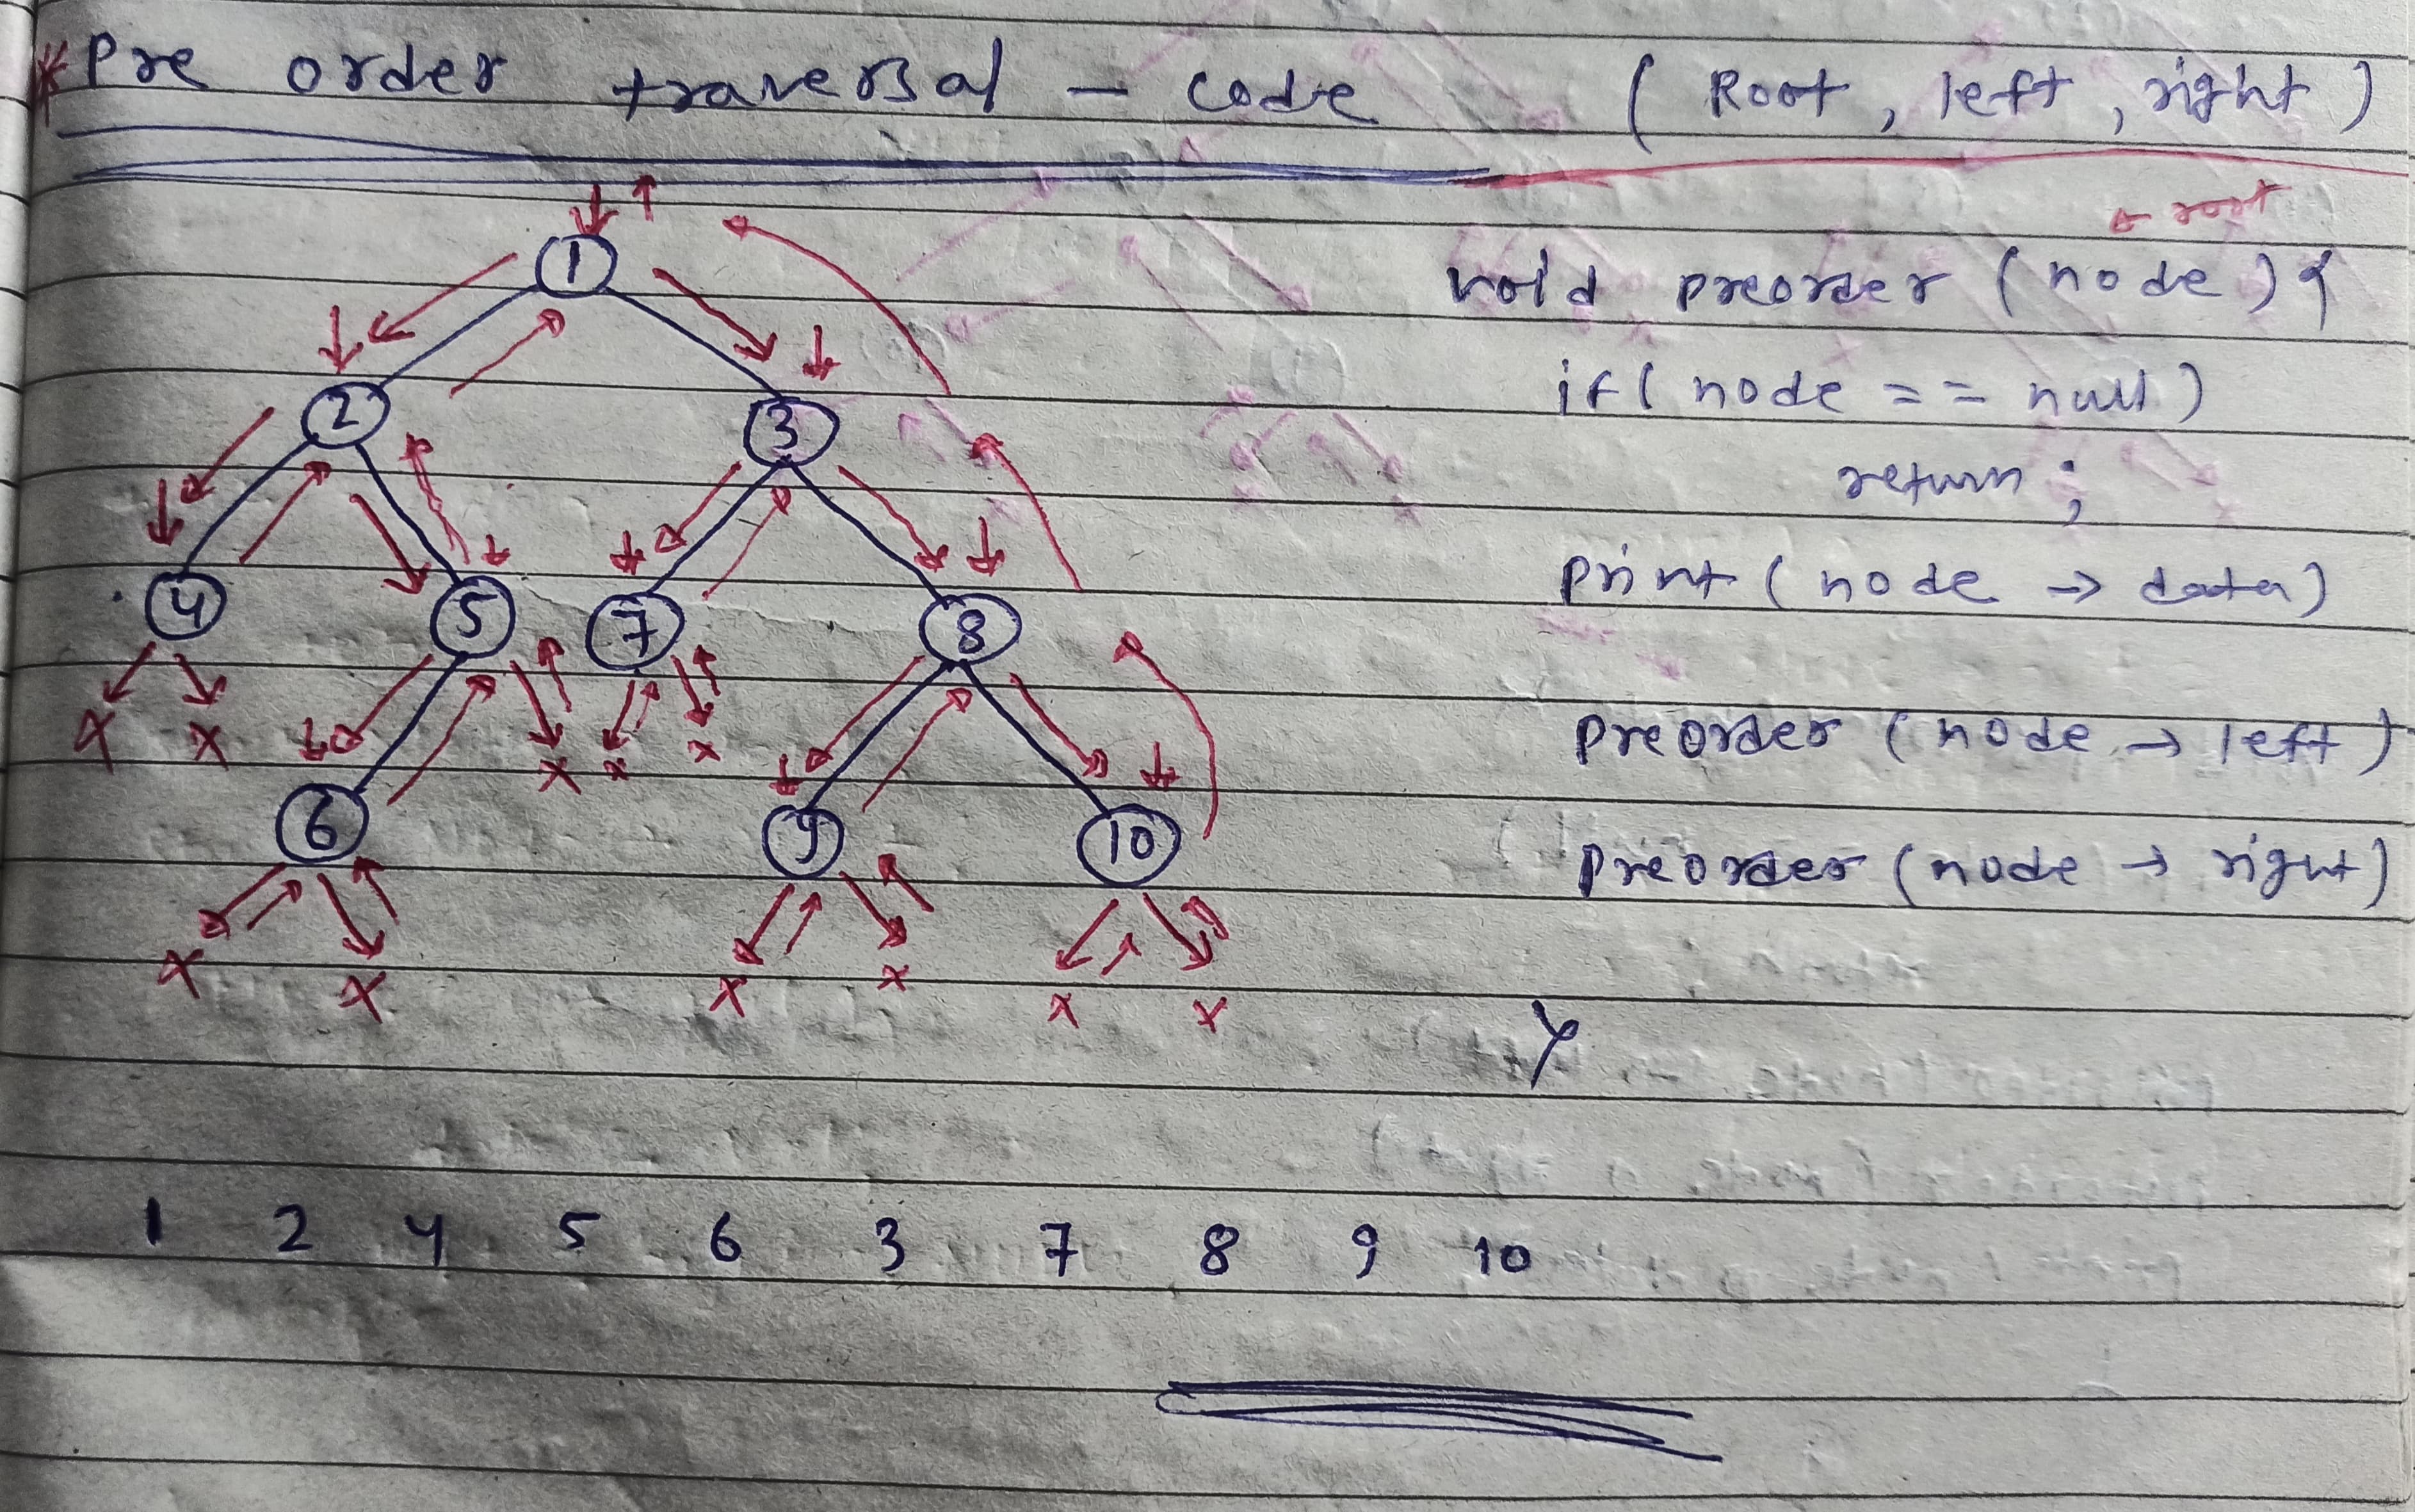 * Pre order traversal - code ( Root, left, right )
← root
void preorder (node) {
if ( node == null )
return ;
print ( node → data )
preorder ( node → left )
preorder ( node → right )
}
1
2 3
4 5 7 8
6 9 10
x x x x x x
x x x x x x
1 2 4 5 6 3 7 8 9 10